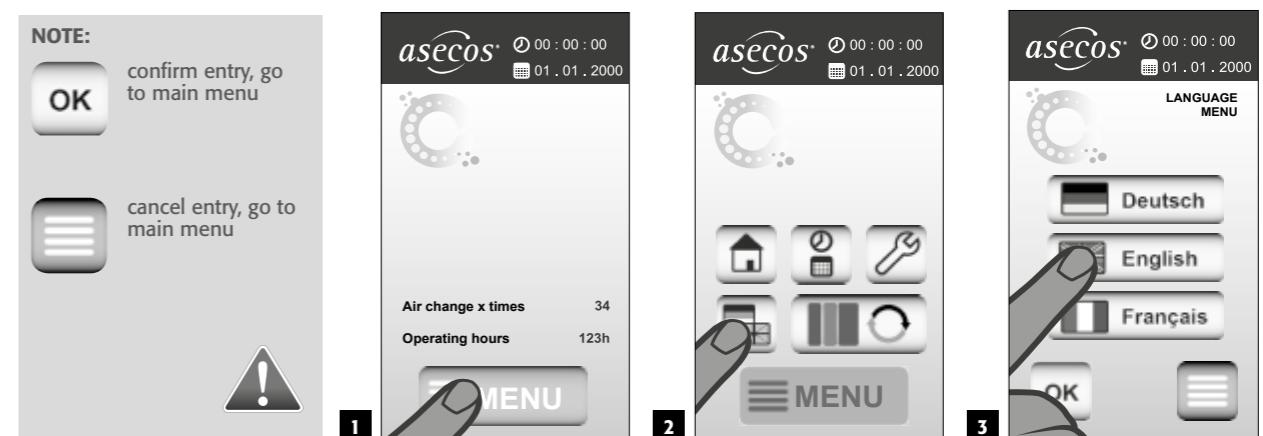 NOTE:
OK
confirm entry, go
to main menu
cancel entry, go to
main menu
asecos®
00 : 00 : 00
01 . 01 . 2000
Air change x times 34
Operating hours 123h
MENU
1
asecos®
00 : 00 : 00
01 . 01 . 2000
MENU
2
asecos®
00 : 00 : 00
01 . 01 . 2000
LANGUAGE
MENU
Deutsch
English
Français
OK
3